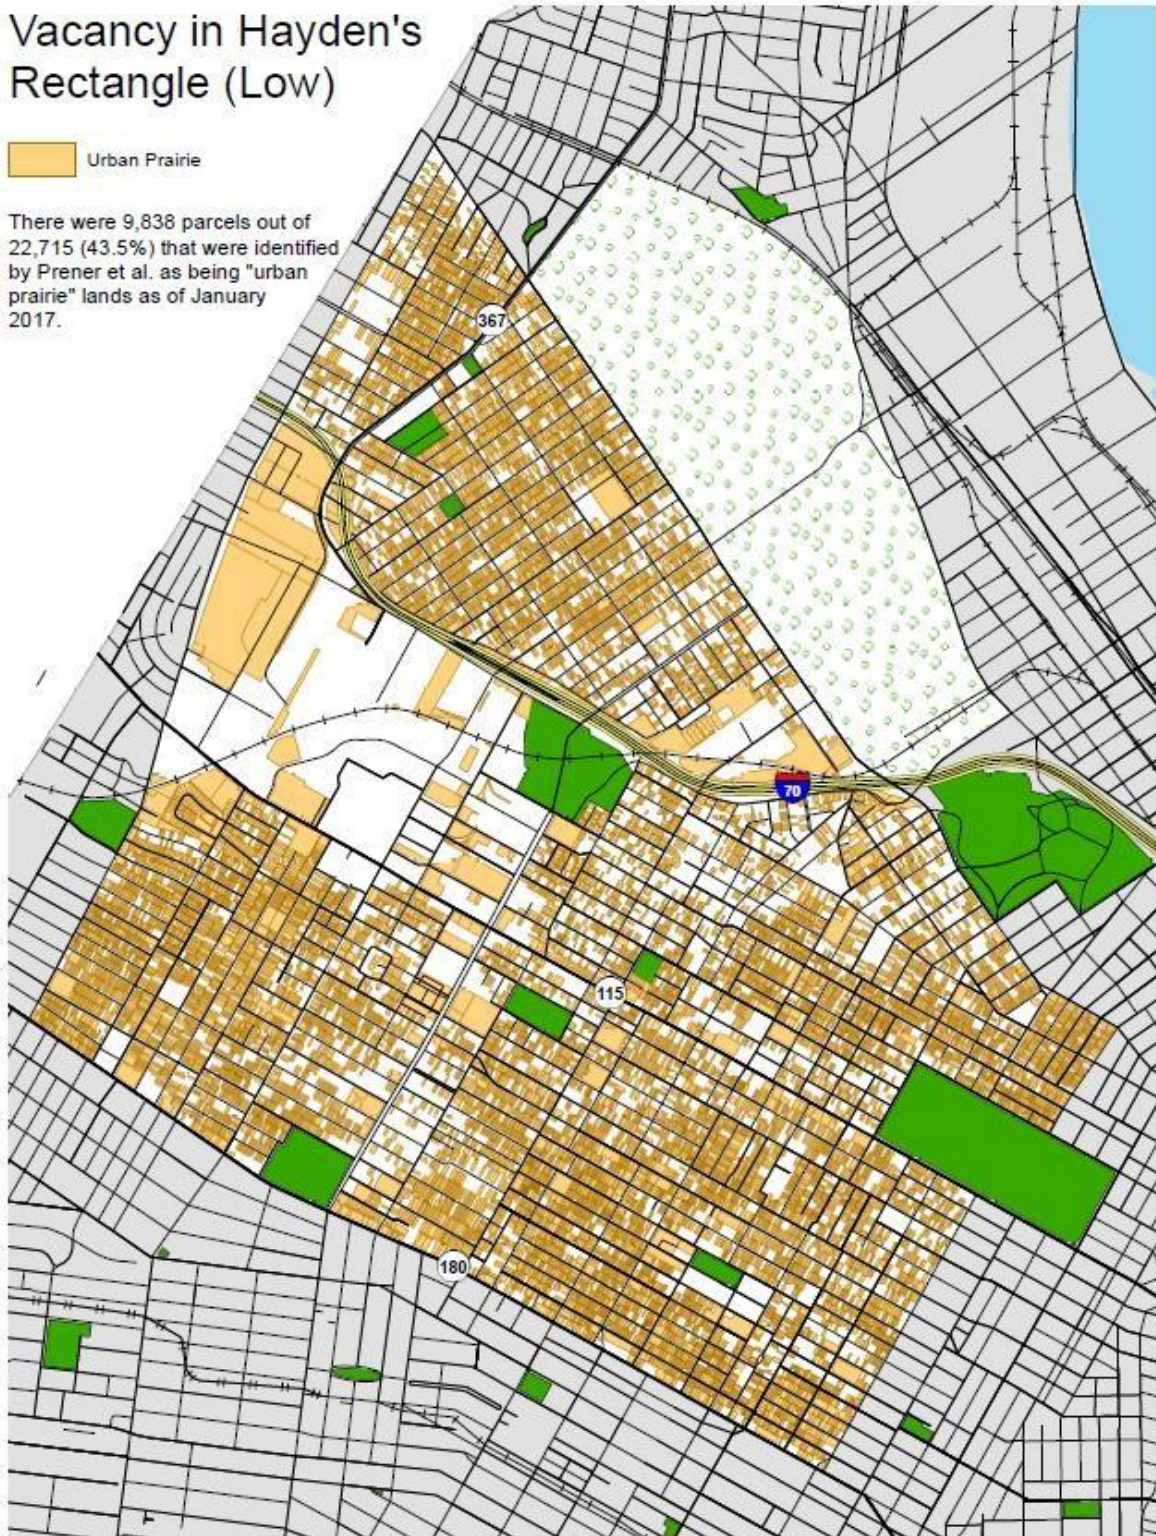 Vacancy in Hayden's
Rectangle (Low)
Urban Prairie
There were 9,838 parcels out of
22,715 (43.5%) that were identified
by Prener et al. as being "urban
prairie" lands as of January
2017.
367
70
115
180